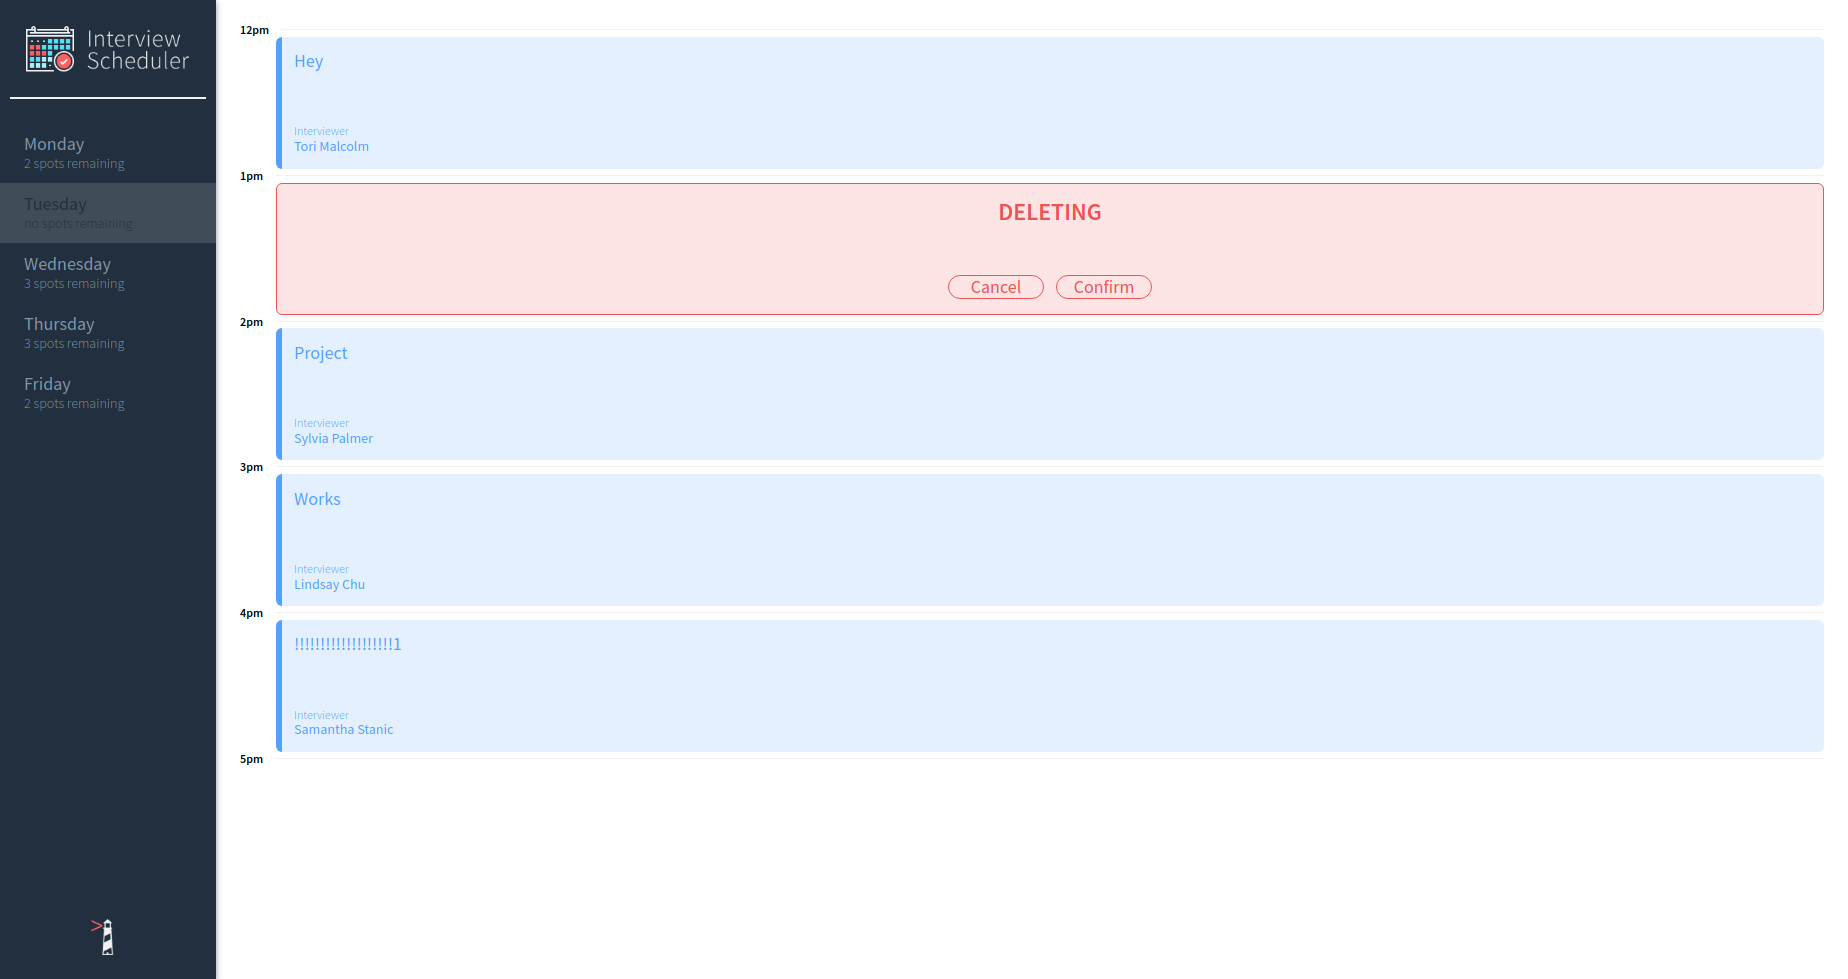 Interview
Scheduler
Monday
2 spots remaining
Tuesday
no spots remaining
Wednesday
3 spots remaining
Thursday
3 spots remaining
Friday
2 spots remaining
>
12pm
Hey
Interviewer
Tori Malcolm
1pm
DELETING
Cancel Confirm
2pm
Project
Interviewer
Sylvia Palmer
3pm
Works
Interviewer
Lindsay Chu
4pm
!!!!!!!!!!!!!!!!!!!1
Interviewer
Samantha Stanic
5pm